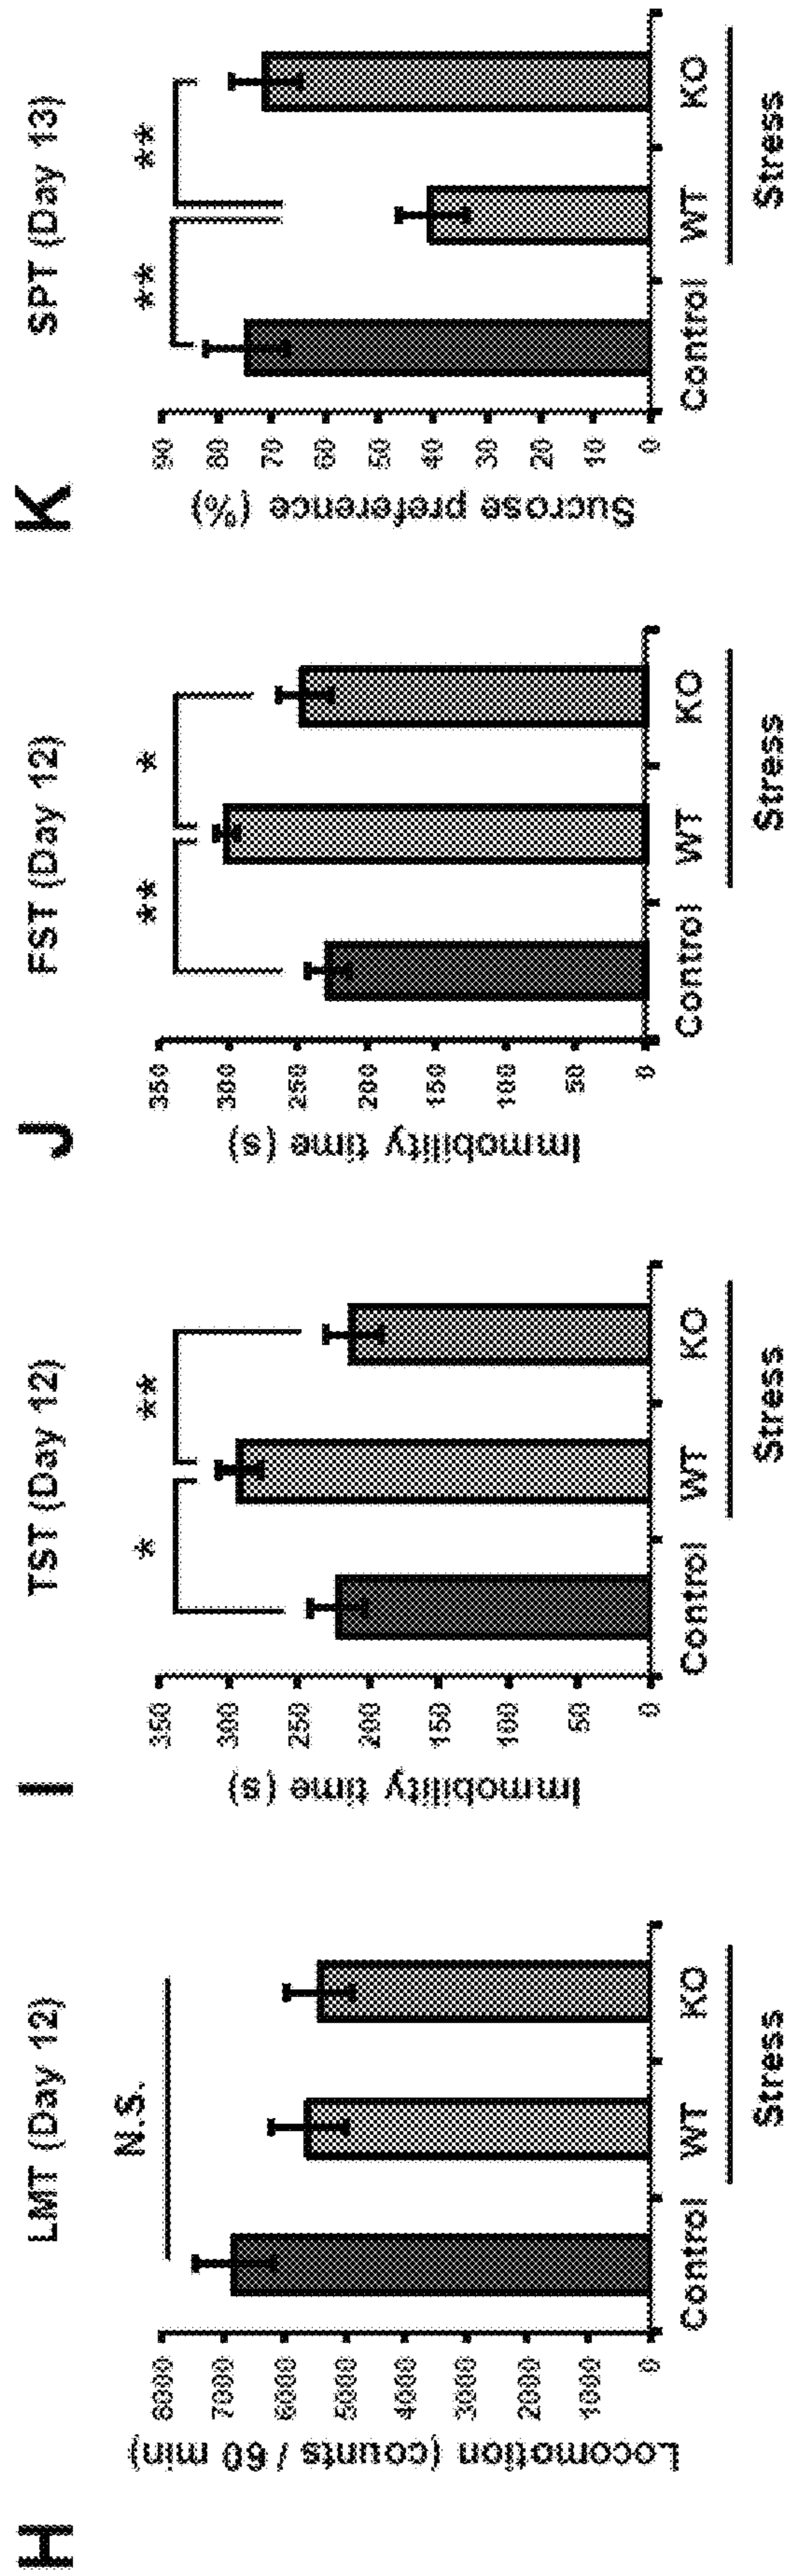 H
LMT (Day 12)
N.S.
Locomotion (counts / 60 min)
8000
7000
6000
5000
4000
3000
2000
1000
0
Control
WT
KO
Stress
I
TST (Day 12)
*
**
Immobility time (s)
350
300
250
200
150
100
50
0
Control
WT
KO
Stress
J
FST (Day 12)
**
*
Immobility time (s)
350
300
250
200
150
100
50
0
Control
WT
KO
Stress
K
SPT (Day 13)
**
**
Sucrose preference (%)
90
80
70
60
50
40
30
20
10
0
Control
WT
KO
Stress